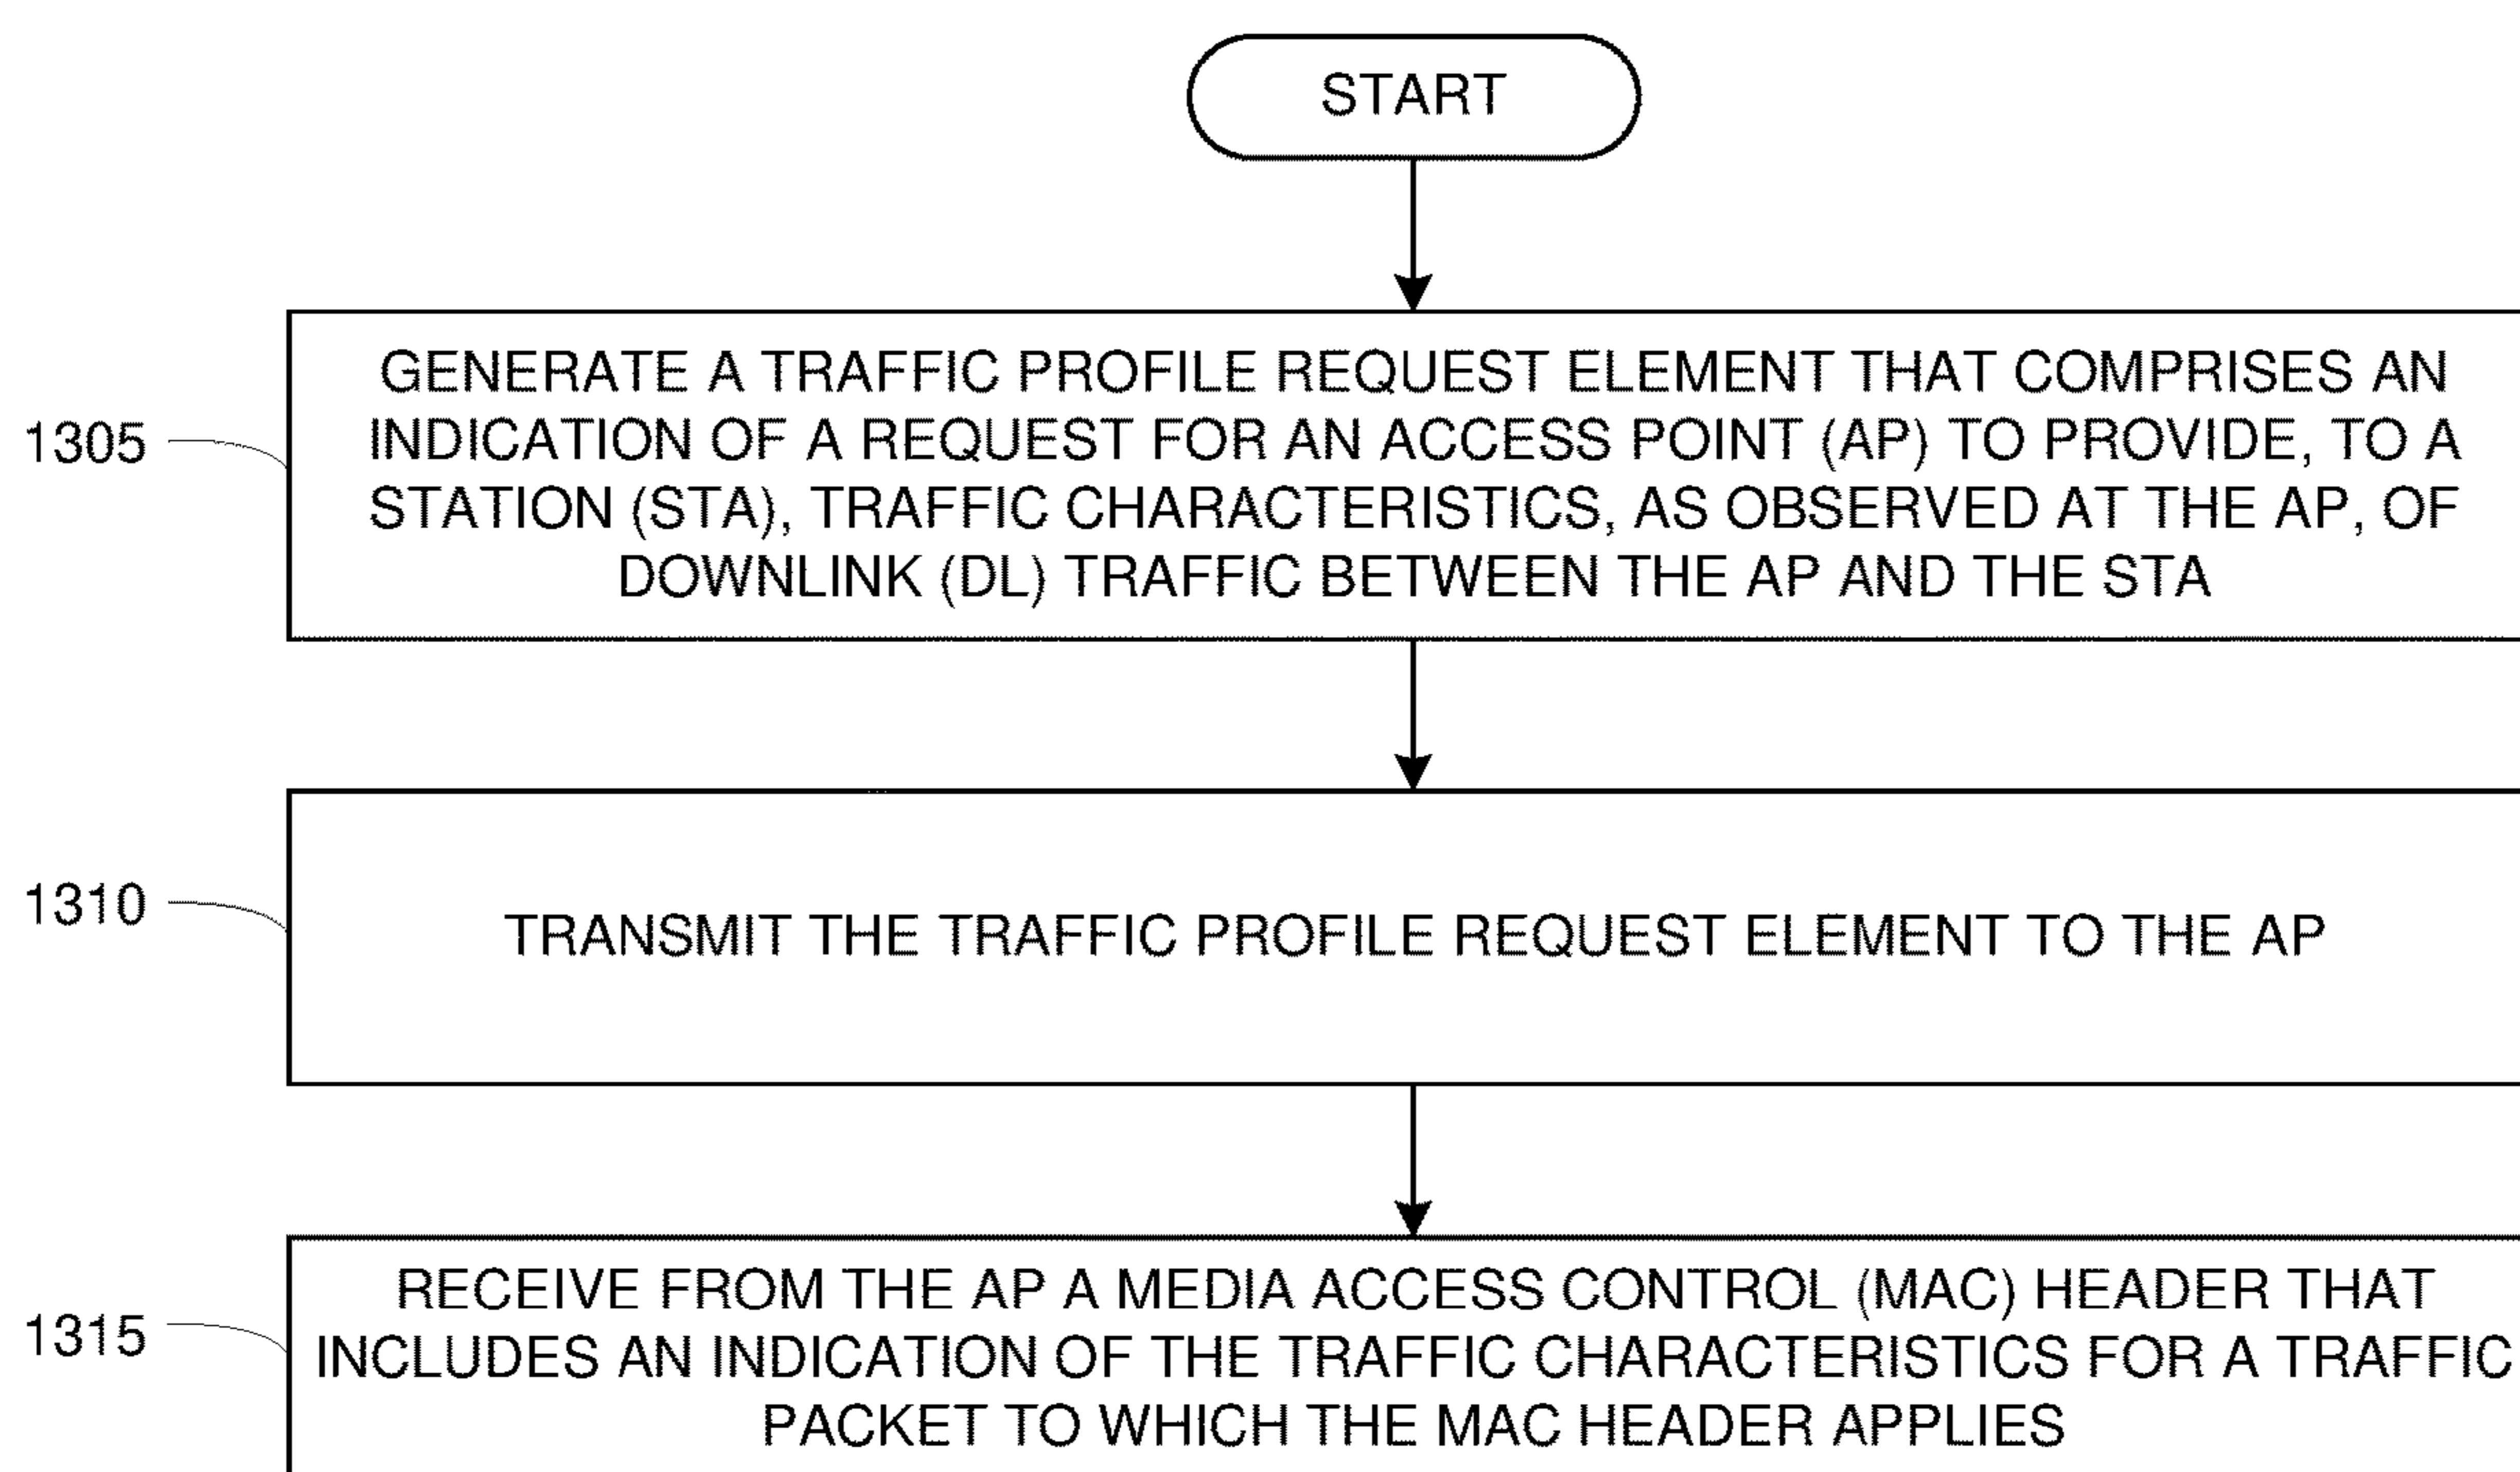 START
1305
GENERATE A TRAFFIC PROFILE REQUEST ELEMENT THAT COMPRISES AN
INDICATION OF A REQUEST FOR AN ACCESS POINT (AP) TO PROVIDE, TO A
STATION (STA), TRAFFIC CHARACTERISTICS, AS OBSERVED AT THE AP, OF
DOWNLINK (DL) TRAFFIC BETWEEN THE AP AND THE STA
1310
TRANSMIT THE TRAFFIC PROFILE REQUEST ELEMENT TO THE AP
1315
RECEIVE FROM THE AP A MEDIA ACCESS CONTROL (MAC) HEADER THAT
INCLUDES AN INDICATION OF THE TRAFFIC CHARACTERISTICS FOR A TRAFFIC
PACKET TO WHICH THE MAC HEADER APPLIES